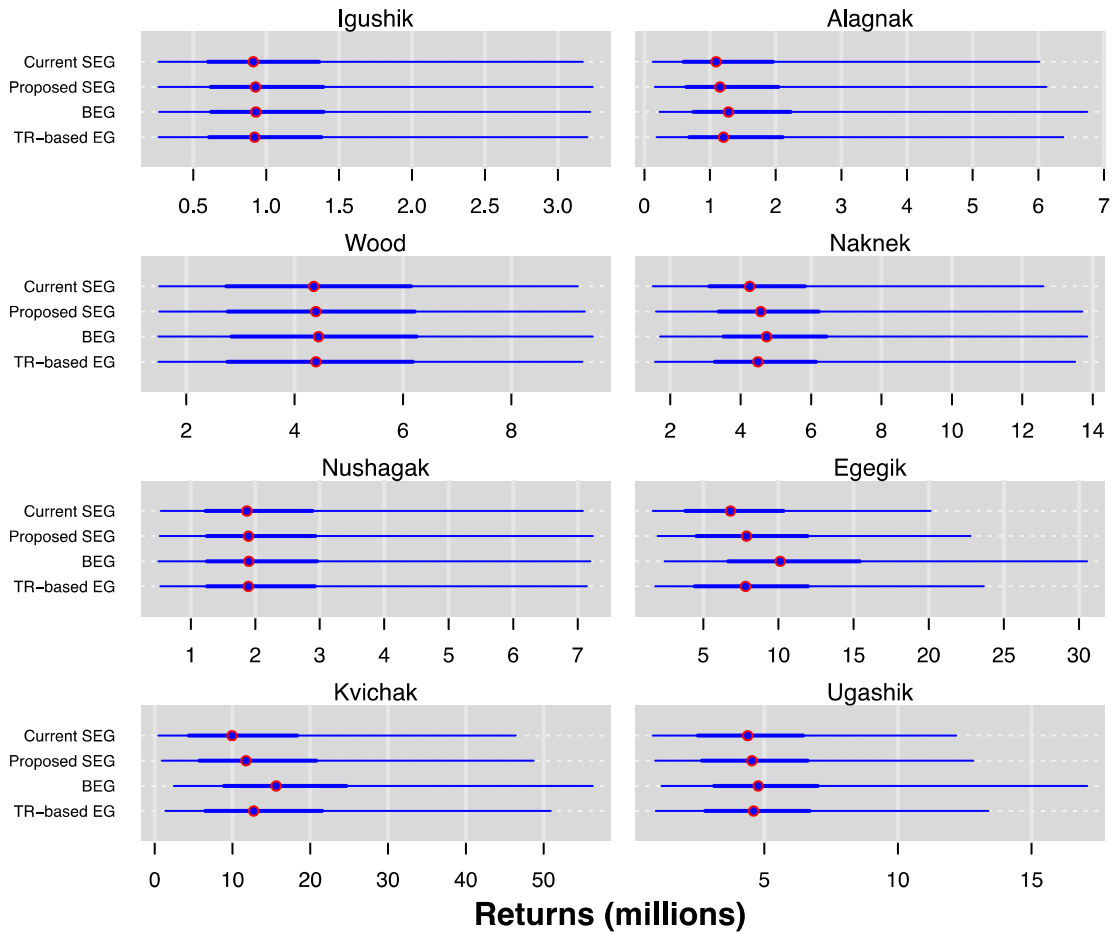 Igushik Alagnak
Current SEG
Proposed SEG
BEG
TR−based EG
0.5 1.0 1.5 2.0 2.5 3.0 0 1 2 3 4 5 6 7
Wood Naknek
Current SEG
Proposed SEG
BEG
TR−based EG
2 4 6 8 2 4 6 8 10 12 14
Nushagak Egegik
Current SEG
Proposed SEG
BEG
TR−based EG
1 2 3 4 5 6 7 5 10 15 20 25 30
Kvichak Ugashik
Current SEG
Proposed SEG
BEG
TR−based EG
0 10 20 30 40 50 5 10 15
Returns (millions)